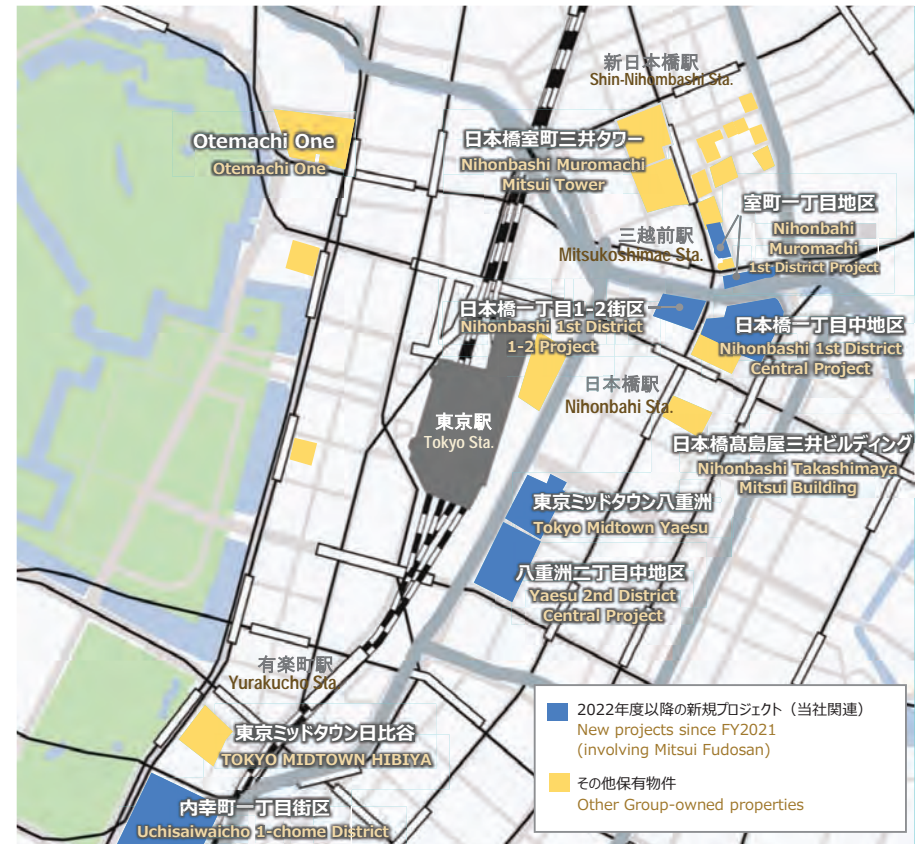 新日本橋駅
Shin-Nihombashi Sta.
Otemachi One
Otemachi One
日本橋室町三井タワー
Nihonbashi Muromachi
Mitsui Tower
室町一丁目地区
Nihonbahi
Muromachi
1st District Project
三越前駅
Mitsukoshimae Sta.
日本橋一丁目1-2街区
Nihonbashi 1st District
1-2 Project
日本橋一丁目中地区
Nihonbashi 1st District
Central Project
日本橋駅
Nihonbahi Sta.
東京駅
Tokyo Sta.
日本橋髙島屋三井ビルディング
Nihonbashi Takashimaya
Mitsui Building
東京ミッドタウン八重洲
Tokyo Midtown Yaesu
八重洲二丁目中地区
Yaesu 2nd District
Central Project
有楽町駅
Yurakucho Sta.
東京ミッドタウン日比谷
TOKYO MIDTOWN HIBIYA
内幸町一丁目街区
Uchisaiwaicho 1-chome District
2022年度以降の新規プロジェクト（当社関連）
New projects since FY2021
(involving Mitsui Fudosan)
その他保有物件
Other Group-owned properties